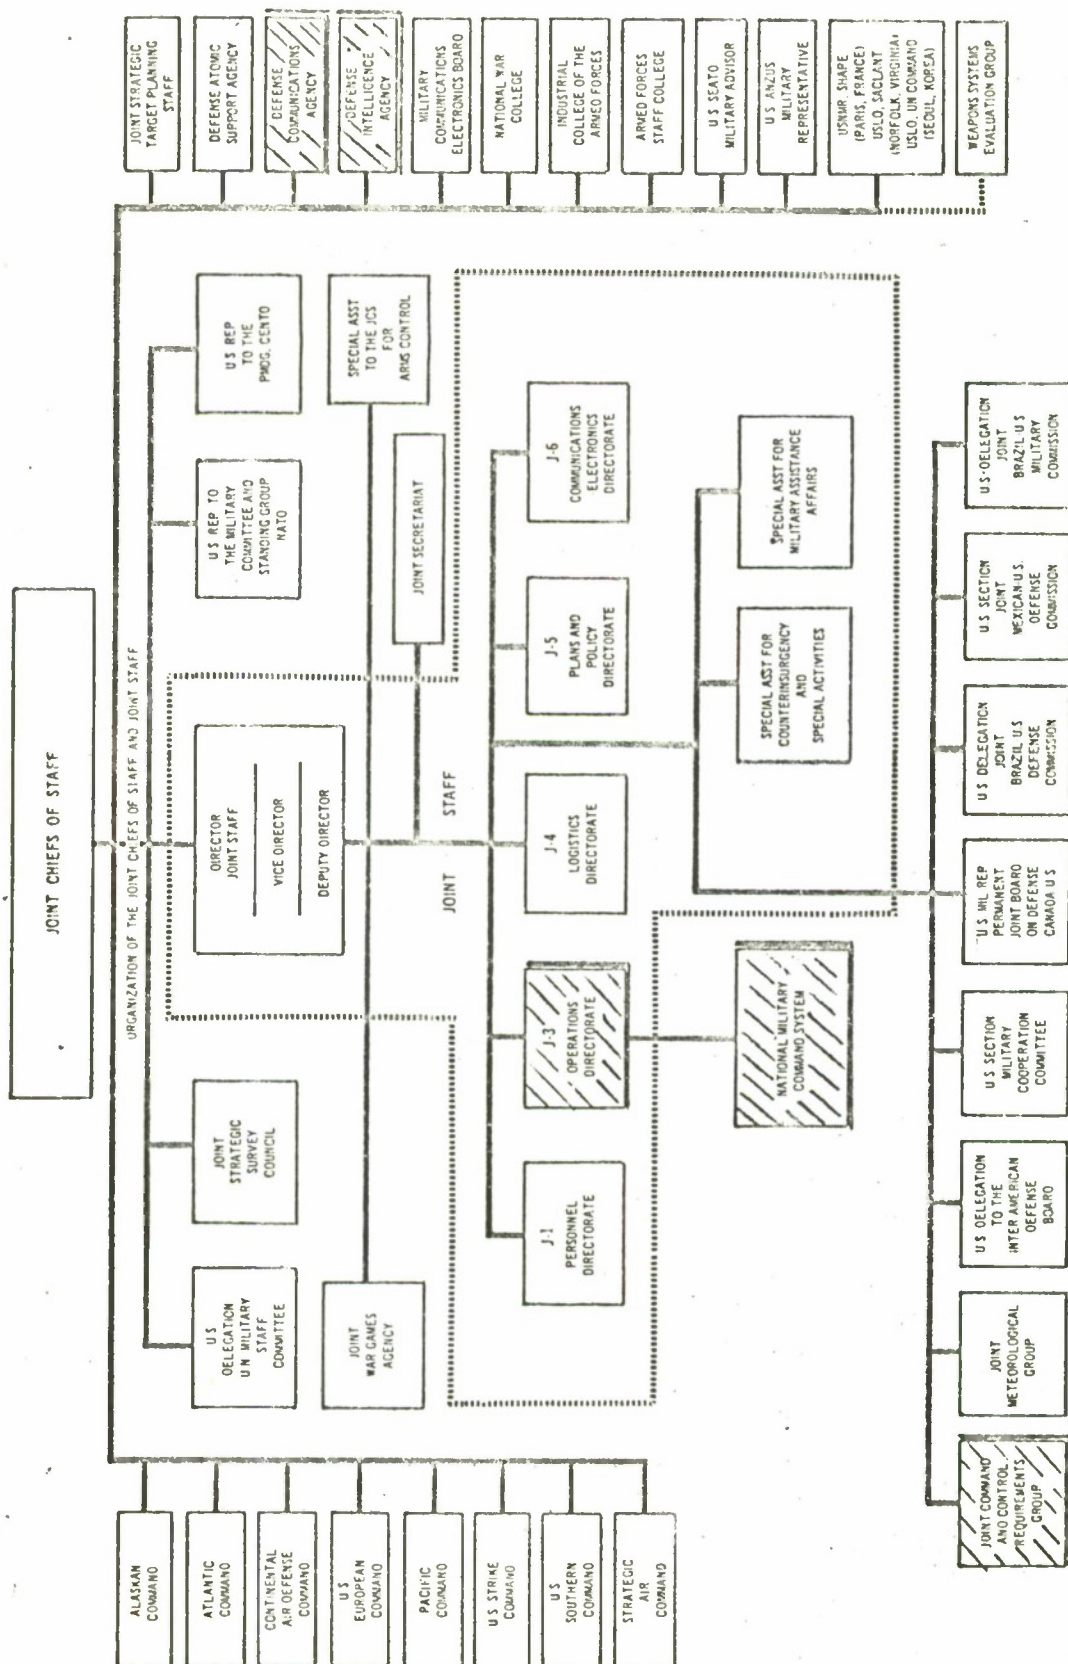 JOINT CHIEFS OF STAFF
ORGANIZATION OF THE JOINT CHIEFS OF STAFF AND JOINT STAFF
ALASKAN
COMMAND
ATLANTIC
COMMAND
CONTINENTAL
AIR DEFENSE
COMMAND
U S
EUROPEAN
COMMAND
PACIFIC
COMMAND
U S STRIKE
COMMAND
U S
SOUTHERN
COMMAND
STRATEGIC
AIR
COMMAND
U S
DELEGATION
U N MILITARY
STAFF
COMMITTEE
JOINT
STRATEGIC
SURVEY
COUNCIL
DIRECTOR
JOINT STAFF
VICE DIRECTOR
DEPUTY DIRECTOR
U S REP TO
THE MILITARY
COMMITTEE AND
STANDING GROUP
NATO
U S REP
TO THE
PMDG, CENTO
JOINT
WAR GAMES
AGENCY
SPECIAL ASST
TO THE JCS
FOR
ARMS CONTROL
JOINT SECRETARIAT
JOINT STAFF
J-1
PERSONNEL
DIRECTORATE
J-3
OPERATIONS
DIRECTORATE
J-4
LOGISTICS
DIRECTORATE
J-5
PLANS AND
POLICY
DIRECTORATE
J-6
COMMUNICATIONS
ELECTRONICS
DIRECTORATE
NATIONAL MILITARY
COMMAND SYSTEM
SPECIAL ASST FOR
COUNTERINSURGENCY
AND
SPECIAL ACTIVITIES
SPECIAL ASST FOR
MILITARY ASSISTANCE
AFFAIRS
JOINT COMMAND
AND CONTROL
REQUIREMENTS
GROUP
JOINT
METEOROLOGICAL
GROUP
U S DELEGATION
TO THE
INTER AMERICAN
DEFENSE
BOARD
U S SECTION
MILITARY
COOPERATION
COMMITTEE
U S MIL REP
PERMANENT
JOINT BOARD
ON DEFENSE
CANADA U S
U S DELEGATION
JOINT
BRAZIL, U S
DEFENSE
COMMISSION
U S SECTION
JOINT
MEXICAN-U.S.
DEFENSE
COMMISSION
U S-DELEGATION
JOINT
BRAZIL-U S
MILITARY
COMMISSION
JOINT STRATEGIC
TARGET PLANNING
STAFF
DEFENSE ATOMIC
SUPPORT AGENCY
DEFENSE
COMMUNICATIONS
AGENCY
DEFENSE
INTELLIGENCE
AGENCY
MILITARY
COMMUNICATIONS
ELECTRONICS BOARD
NATIONAL WAR
COLLEGE
INDUSTRIAL
COLLEGE OF THE
ARMED FORCES
ARMED FORCES
STAFF COLLEGE
U S SEATO
MILITARY ADVISOR
U S ANZUS
MILITARY
REPRESENTATIVE
USNMR, SHAPE
(PARIS, FRANCE)
USLO, SACLANT
(NORFOLK, VIRGINIA)
USLO, UN COMMAND
(SEOUL, KOREA)
WEAPONS SYSTEMS
EVALUATION GROUP